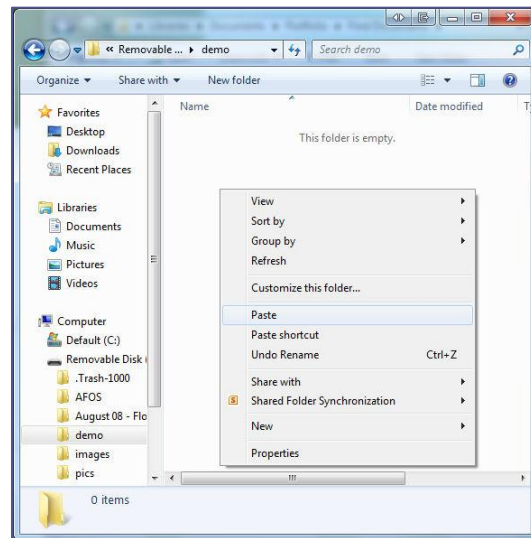 « Removable ... ▸ demo
Search demo
Organize ▾ Share with ▾ New folder
Favorites
Desktop
Downloads
Recent Places
Libraries
Documents
Music
Pictures
Videos
Computer
Default (C:)
Removable Disk (
.Trash-1000
AFOS
August 08 - Flo
demo
images
pics
Name Date modified T
This folder is empty.
View
Sort by
Group by
Refresh
Customize this folder...
Paste
Paste shortcut
Undo Rename Ctrl+Z
Share with
Shared Folder Synchronization
New
Properties
0 items